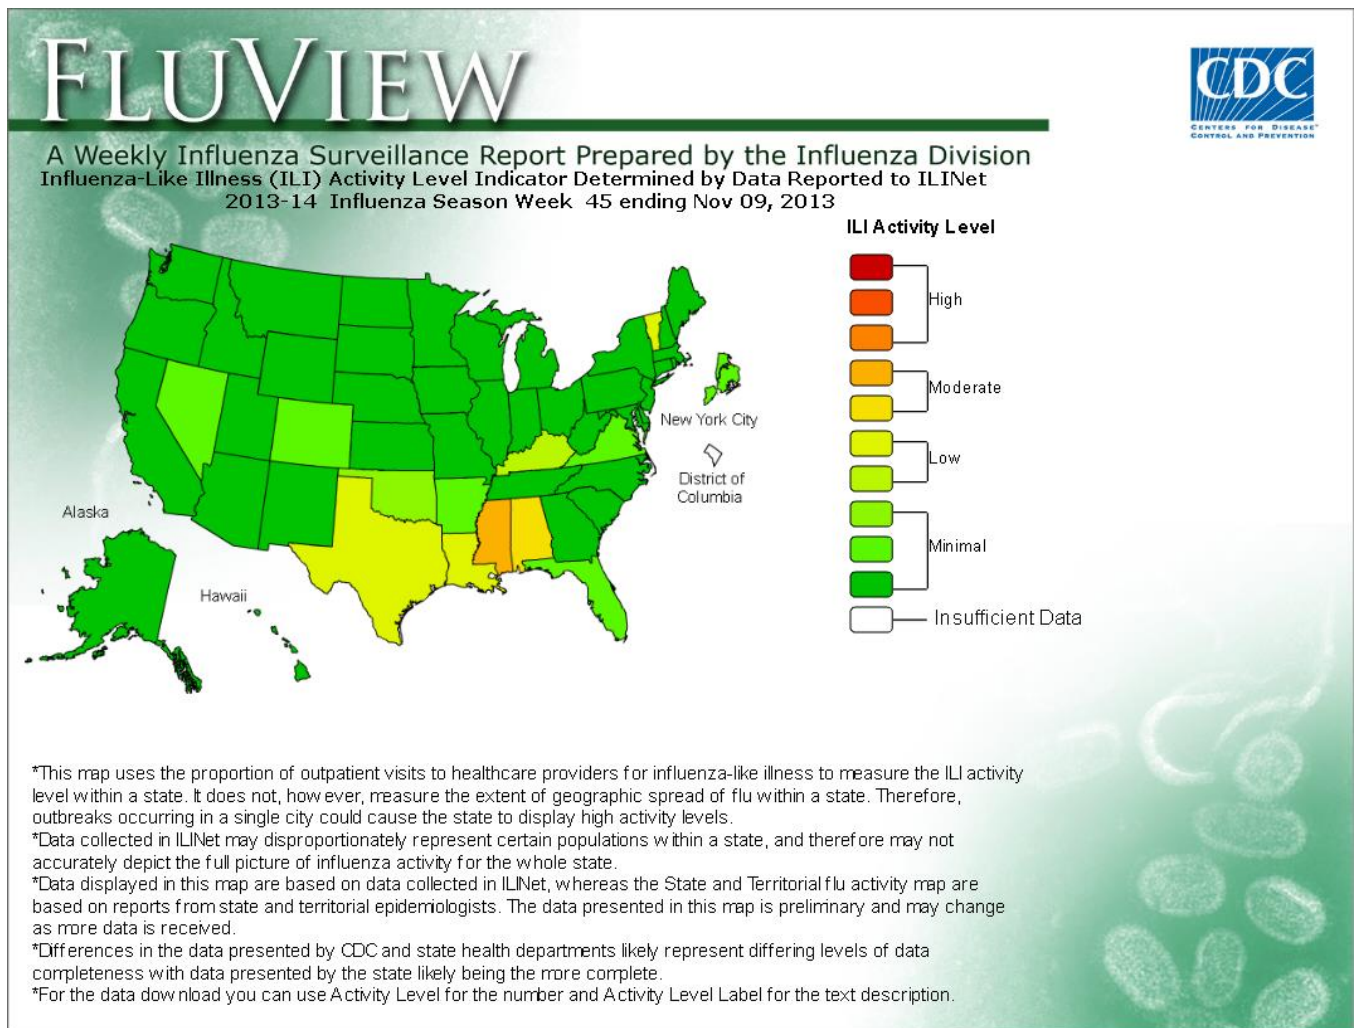 FLUVIEW
CDC
CENTERS FOR DISEASE
CONTROL AND PREVENTION
A Weekly Influenza Surveillance Report Prepared by the Influenza Division
Influenza-Like Illness (ILI) Activity Level Indicator Determined by Data Reported to ILINet
2013-14 Influenza Season Week 45 ending Nov 09, 2013
ILI Activity Level
High
Moderate
Low
Minimal
Insufficient Data
New York City
District of
Columbia
Alaska
Hawaii
*This map uses the proportion of outpatient visits to healthcare providers for influenza-like illness to measure the ILI activity
level within a state. It does not, however, measure the extent of geographic spread of flu within a state. Therefore,
outbreaks occurring in a single city could cause the state to display high activity levels.
*Data collected in ILINet may disproportionately represent certain populations within a state, and therefore may not
accurately depict the full picture of influenza activity for the whole state.
*Data displayed in this map are based on data collected in ILINet, whereas the State and Territorial flu activity map are
based on reports from state and territorial epidemiologists. The data presented in this map is preliminary and may change
as more data is received.
*Differences in the data presented by CDC and state health departments likely represent differing levels of data
completeness with data presented by the state likely being the more complete.
*For the data download you can use Activity Level for the number and Activity Level Label for the text description.